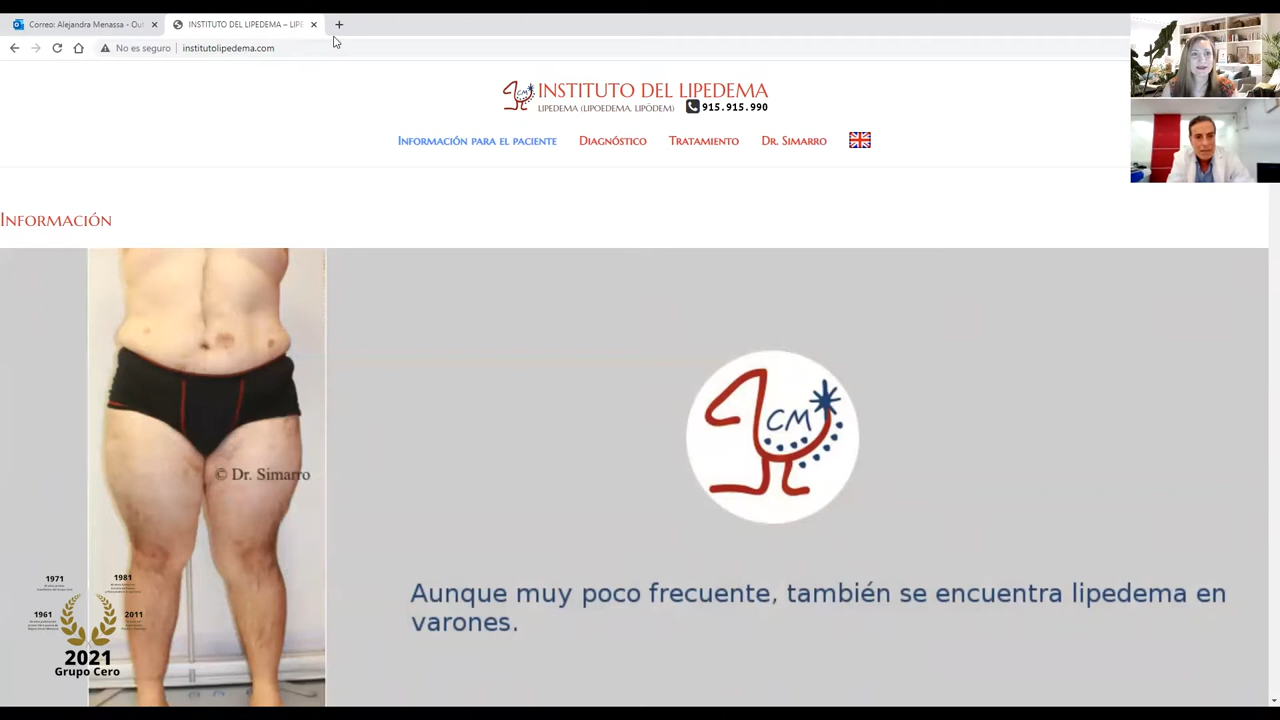 Correo: Alejandra Menassa - Out
INSTITUTO DEL LIPEDEMA – LIPE
No es seguro
institutolipedema.com
CM
INSTITUTO DEL LIPEDEMA
LIPEDEMA (LIPOEDEMA, LIPÖDEM)
915.915.990
Información para el paciente
Diagnóstico
Tratamiento
Dr. Simarro
Información
© Dr. Simarro
CM
Aunque muy poco frecuente, también se encuentra lipedema en
varones.
1971
1981
1961
2011
2021
Grupo Cero